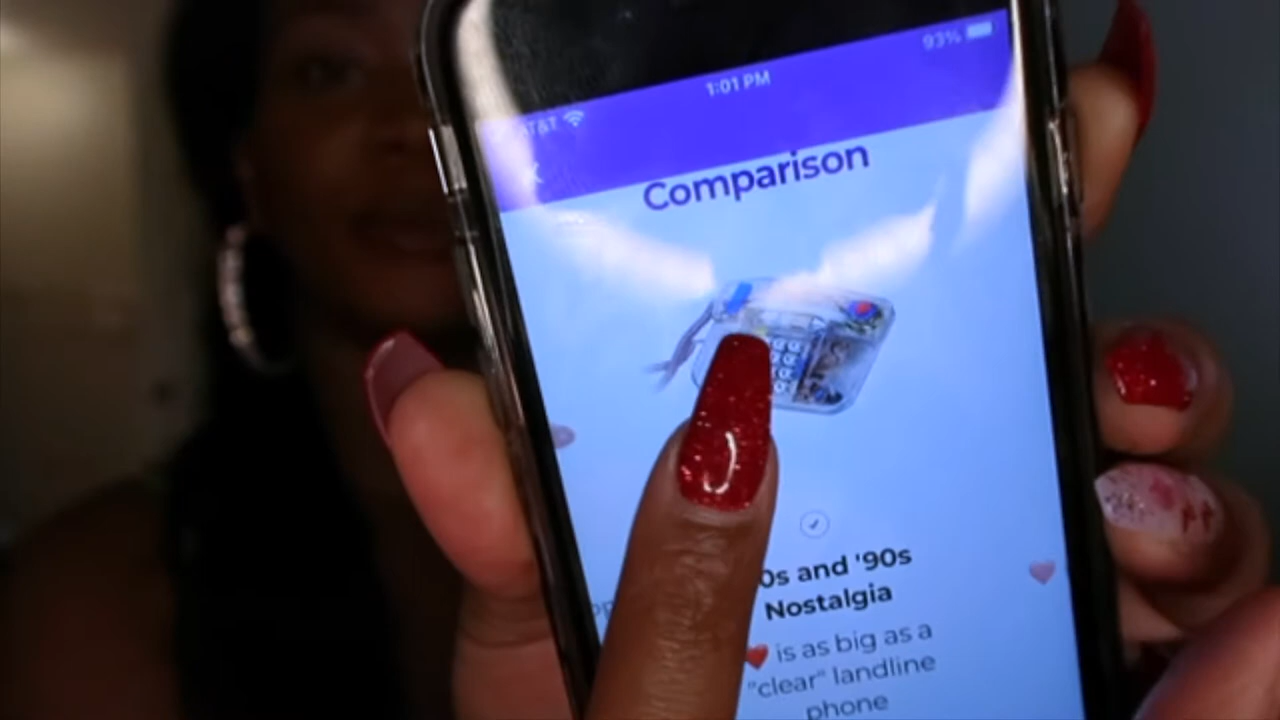 93%
1:01 PM
AT&T
Comparison
0s and '90s
Nostalgia
is as big as a
"clear" landline
phone